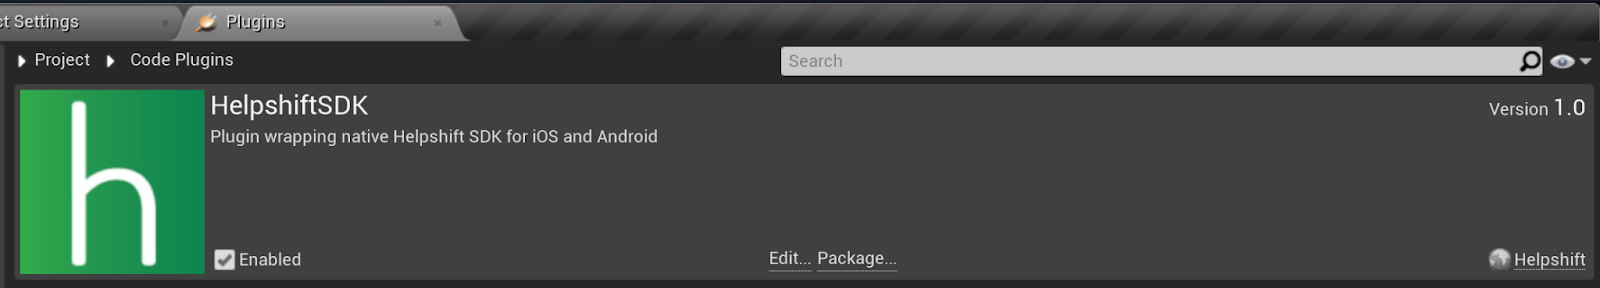 ct Settings
Plugins
Project
Code Plugins
Search
h
HelpshiftSDK
Version 1.0
Plugin wrapping native Helpshift SDK for iOS and Android
Enabled
Edit... Package...
Helpshift